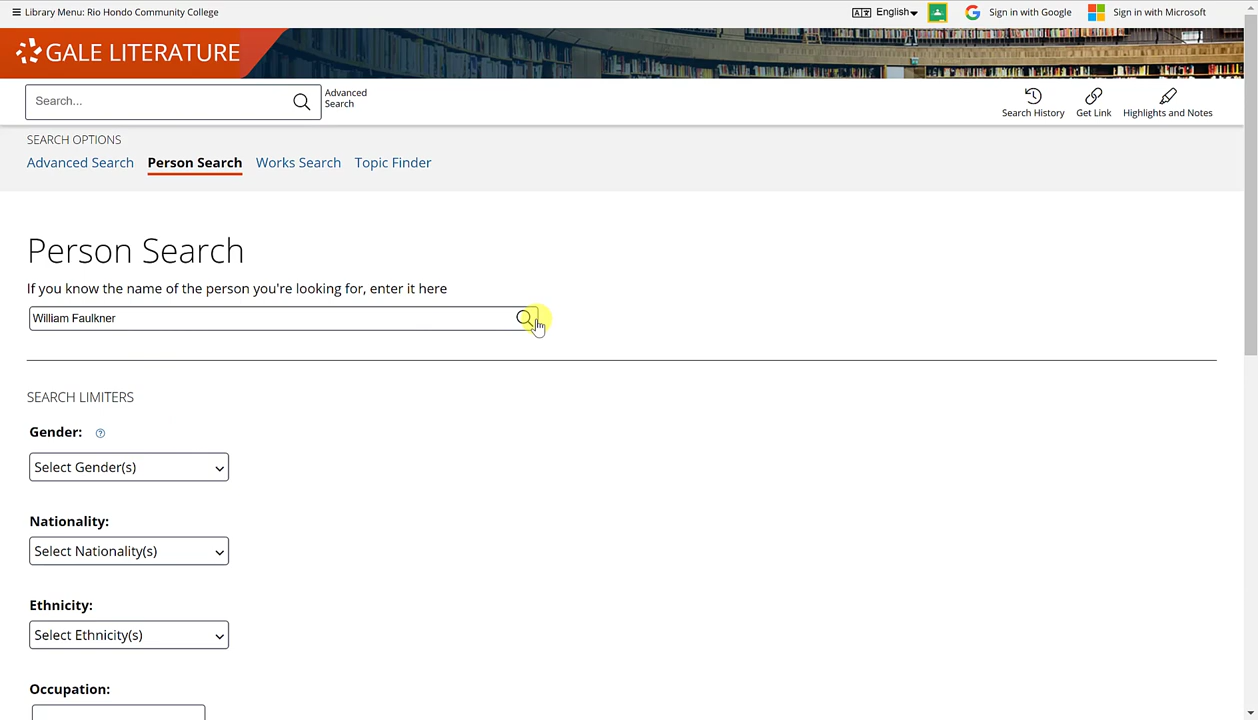 Library Menu: Rio Hondo Community College
English
Sign in with Google
Sign in with Microsoft
GALE LITERATURE
Search...
Advanced
Search
Search History
Get Link
Highlights and Notes
SEARCH OPTIONS
Advanced Search
Person Search
Works Search
Topic Finder
Person Search
If you know the name of the person you're looking for, enter it here
William Faulkner
SEARCH LIMITERS
Gender:
Select Gender(s)
Nationality:
Select Nationality(s)
Ethnicity:
Select Ethnicity(s)
Occupation: